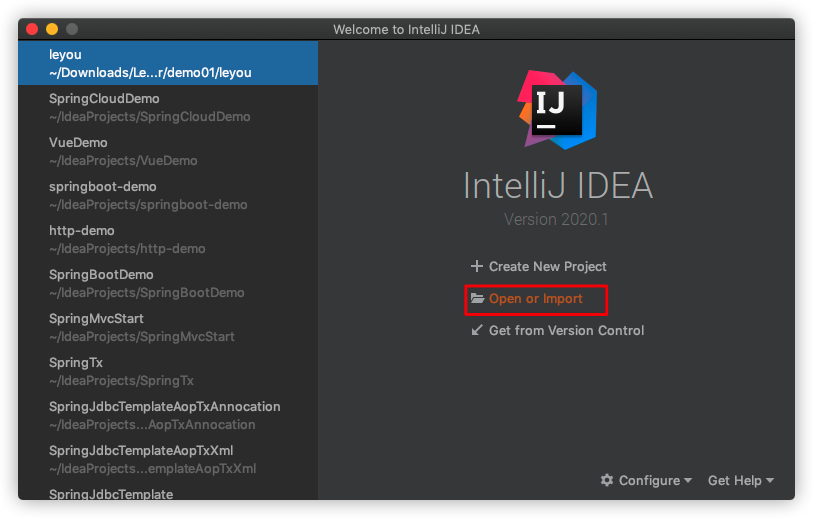 Welcome to IntelliJ IDEA
leyou
~/Downloads/Le...r/demo01/leyou
SpringCloudDemo
~/IdeaProjects/SpringCloudDemo
VueDemo
~/IdeaProjects/VueDemo
springboot-demo
~/IdeaProjects/springboot-demo
http-demo
~/IdeaProjects/http-demo
SpringBootDemo
~/IdeaProjects/SpringBootDemo
SpringMvcStart
~/IdeaProjects/SpringMvcStart
SpringTx
~/IdeaProjects/SpringTx
SpringJdbcTemplateAopTxAnnocation
~/IdeaProjects...AopTxAnnocation
SpringJdbcTemplateAopTxXml
~/IdeaProjects...emplateAopTxXml
SpringJdbcTemplate
IJ
IntelliJ IDEA
Version 2020.1
Create New Project
Open or Import
Get from Version Control
Configure
Get Help